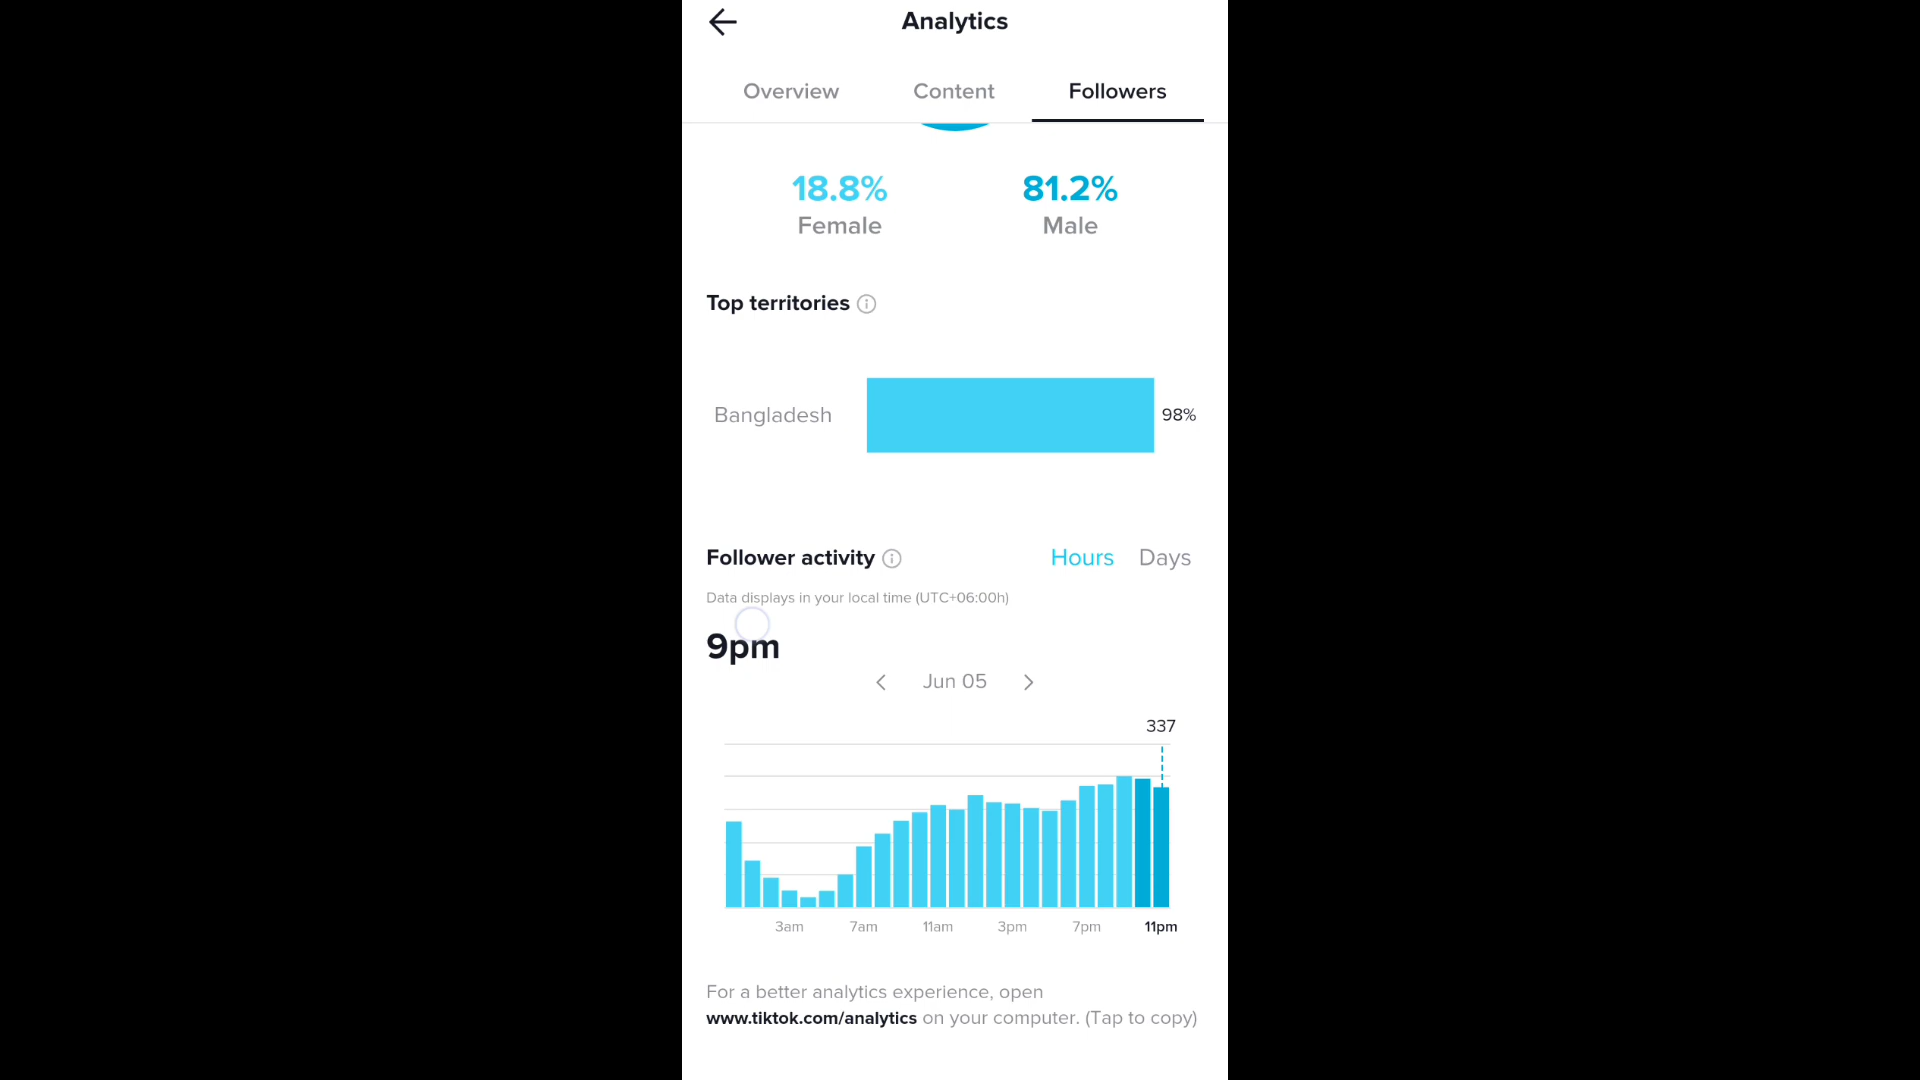 Analytics
Overview Content Followers
18.8% 81.2%
Female Male
Top territories
Bangladesh 98%
Follower activity Hours Days
Data displays in your local time (UTC+06:00h)
9pm
Jun 05
337
3am 7am 11am 3pm 7pm 11pm
For a better analytics experience, open
www.tiktok.com/analytics on your computer. (Tap to copy)